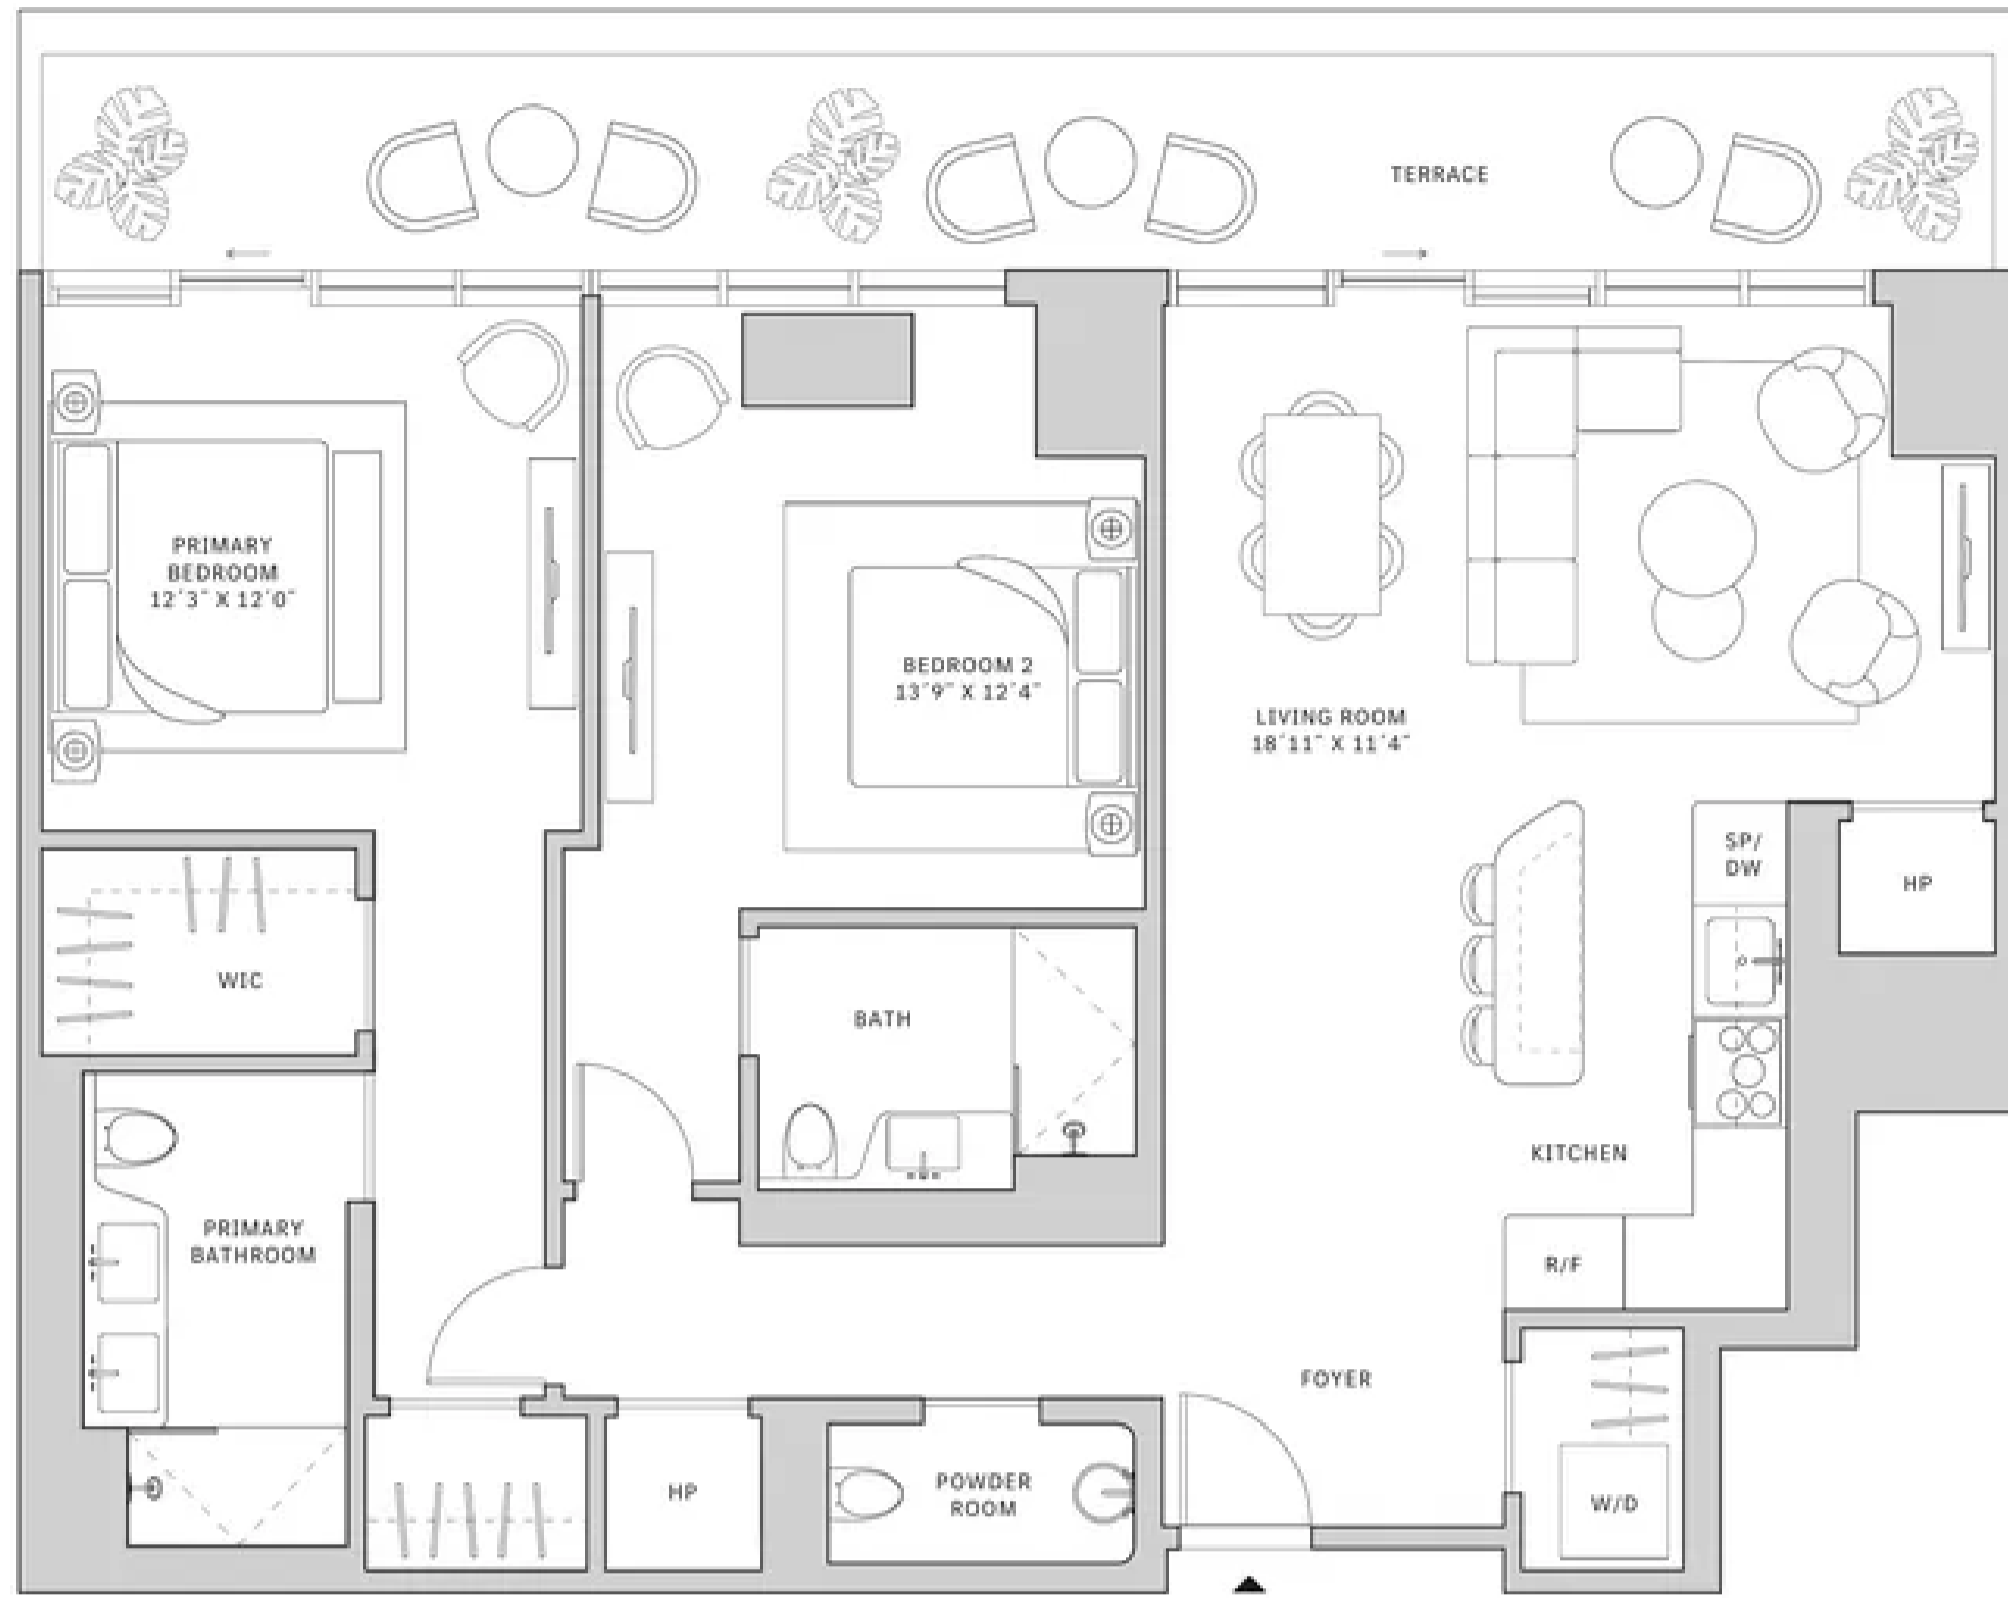 TERRACE
PRIMARY
BEDROOM
12´3˝ X 12´0˝
BEDROOM 2
13´9˝ X 12´4˝
LIVING ROOM
18´11˝ X 11´4˝
SP/
DW
HP
WIC
BATH
KITCHEN
PRIMARY
BATHROOM
R/F
FOYER
HP
POWDER
ROOM
W/D